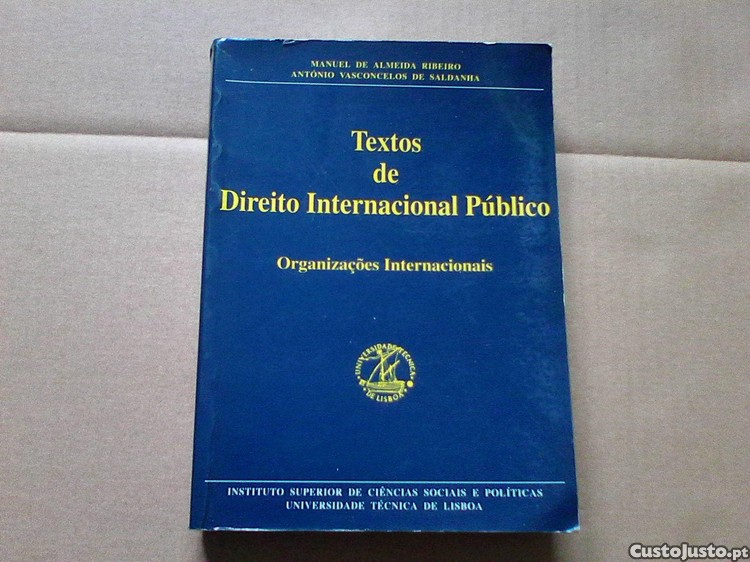 MANUEL DE ALMEIDA RIBEIRO
ANTÓNIO VASCONCELOS DE SALDANHA
Textos
de
Direito Internacional Público
Organizações Internacionais
UNIVERSIDADE TÉCNICA
DE LISBOA
INSTITUTO SUPERIOR DE CIÊNCIAS SOCIAIS E POLÍTICAS
UNIVERSIDADE TÉCNICA DE LISBOA
CustoJusto.pt